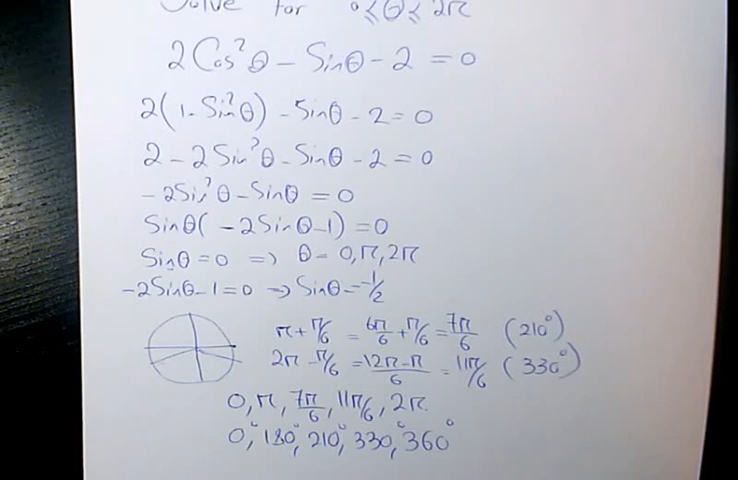 Solve for 0 ≤ θ ≤ 2π
2Cos²θ - Sinθ - 2 = 0
2(1 - Sin²θ) - Sinθ - 2 = 0
2 - 2Sin²θ - Sinθ - 2 = 0
- 2Sin²θ - Sinθ = 0
Sinθ( - 2Sinθ - 1) = 0
Sinθ = 0 => θ = 0, π, 2π
-2Sinθ - 1 = 0 => Sinθ = -1/2
π + π/6 = 6π/6 + π/6 = 7π/6 (210°)
2π - π/6 = 12π - π/6 = 11π/6 (330°)
0, π, 7π/6, 11π/6, 2π.
0°, 180°, 210°, 330°, 360°